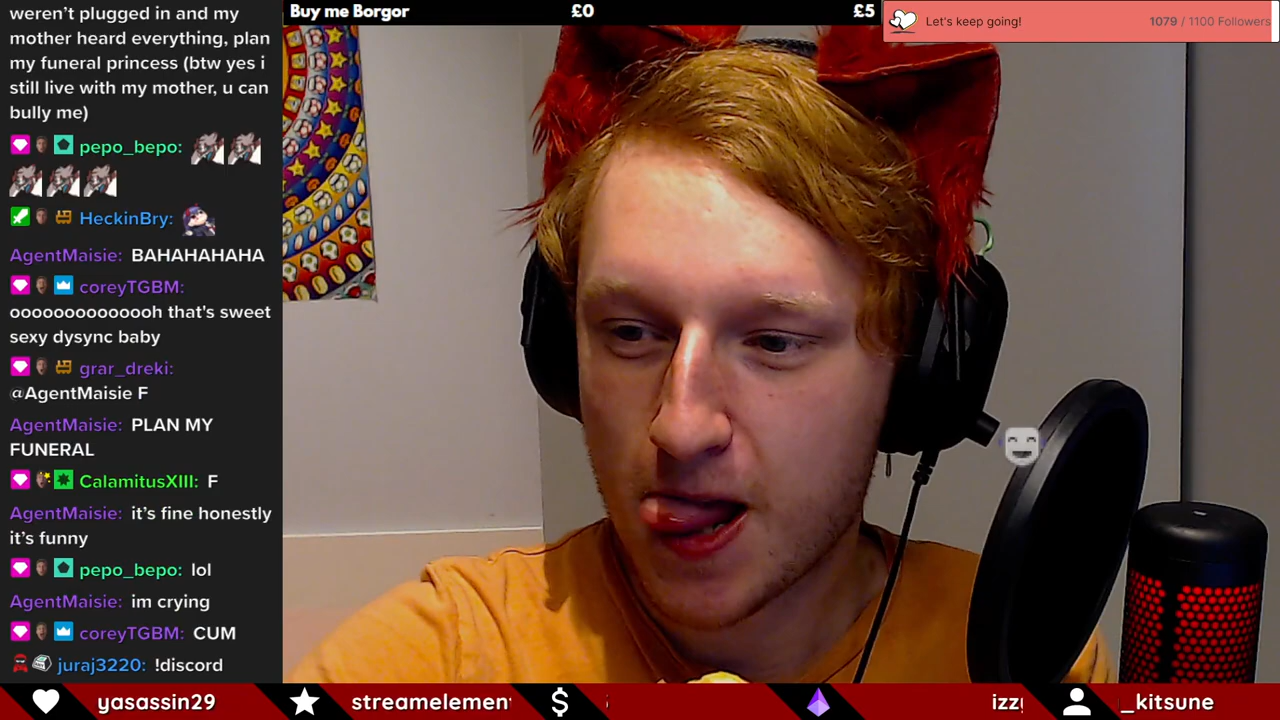 weren't plugged in and my
mother heard everything, plan
my funeral princess (btw yes i
still live with my mother, u can
bully me)
pepo_bepo:
HeckinBry:
AgentMaisie: BAHAHAHAHA
coreyTGBM:
oooooooooooooh that's sweet
sexy dysync baby
grar_dreki:
@AgentMaisie F
AgentMaisie: PLAN MY
FUNERAL
CalamitusXIII: F
AgentMaisie: it's fine honestly
it's funny
pepo_bepo: lol
AgentMaisie: im crying
coreyTGBM: CUM
juraj3220: !discord
Buy me Borgor £0 £5
Let's keep going! 1079 / 1100 Followers
yasassin29 streamelemen izz _kitsune